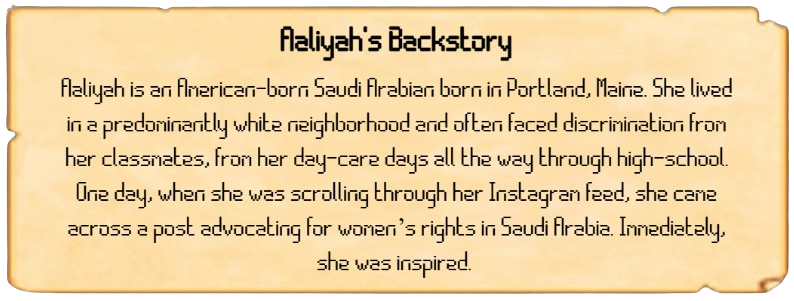 Aaliyah's Backstory
Aaliyah is an American-born Saudi Arabian born in Portland, Maine. She lived
in a predominantly white neighborhood and often faced discrimination from
her classmates, from her day-care days all the way through high-school.
One day, when she was scrolling through her Instagram feed, she came
across a post advocating for women’s rights in Saudi Arabia. Immediately,
she was inspired.